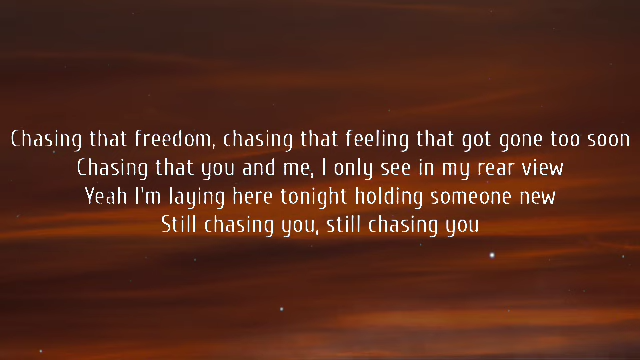 Chasing that freedom, chasing that feeling that got gone too soon
Chasing that you and me, I only see in my rear view
Yeah I'm laying here tonight holding someone new
Still chasing you, still chasing you